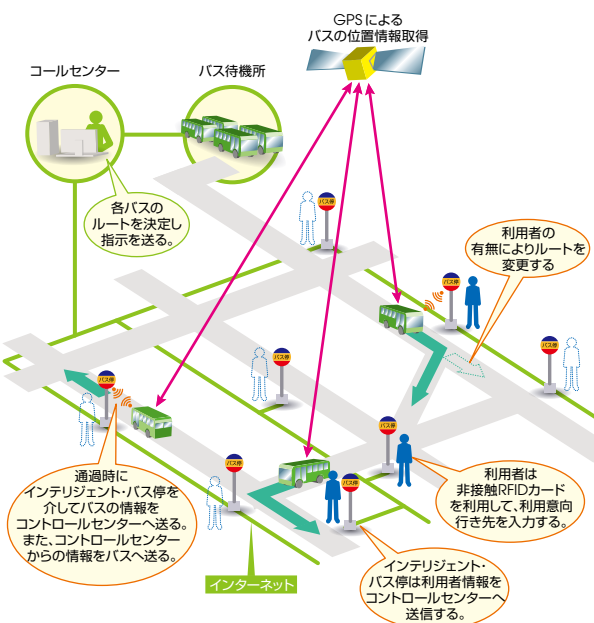 GPSによる
バスの位置情報取得
コールセンター
バス待機所
各バスの
ルートを決定し
指示を送る。
バス停
利用者の
有無によりルートを
変更する
バス停
バス停
バス停
バス停
バス停
バス停
バス停
通過時に
インテリジェント・バス停を
介してバスの情報を
コントロールセンターへ送る。
また、コントロールセンター
からの情報をバスへ送る。
利用者は
非接触RFIDカード
を利用して、利用意向
行き先を入力する。
インターネット
インテリジェント・
バス停は利用者情報を
コントロールセンターへ
送信する。